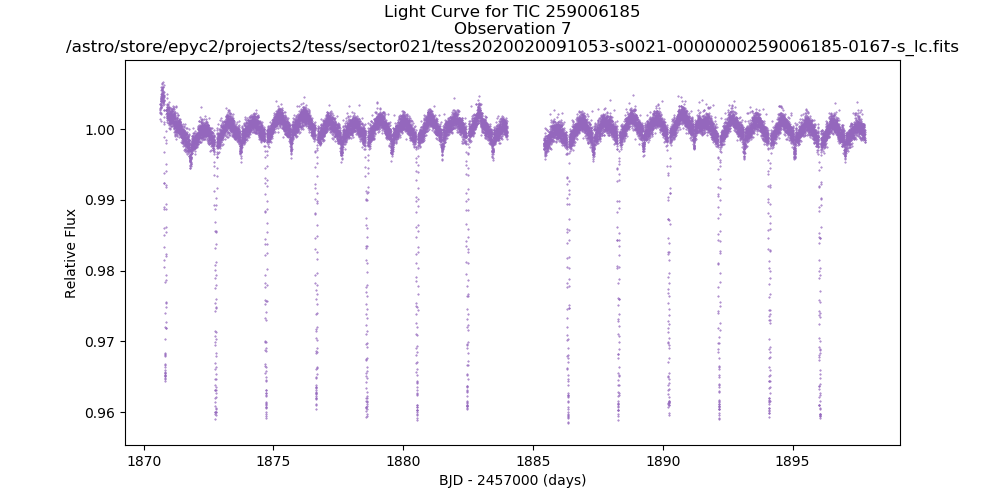 Light Curve for TIC 259006185
Observation 7
/astro/store/epyc2/projects2/tess/sector021/tess2020020091053-s0021-0000000259006185-0167-s_lc.fits
1.00
0.99
0.98
0.97
0.96
Relative Flux
1870
1875
1880
1885
1890
1895
BJD - 2457000 (days)